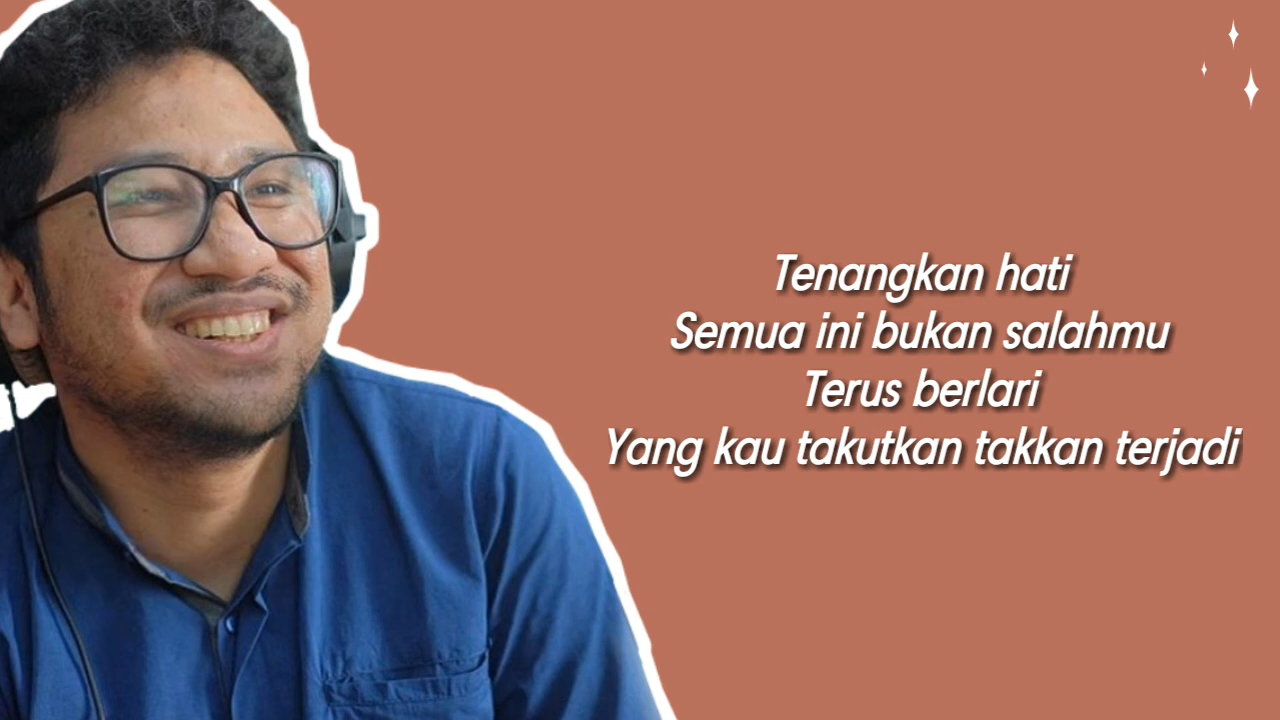 Tenangkan hati
Semua ini bukan salahmu
Terus berlari
Yang kau takutkan takkan terjadi